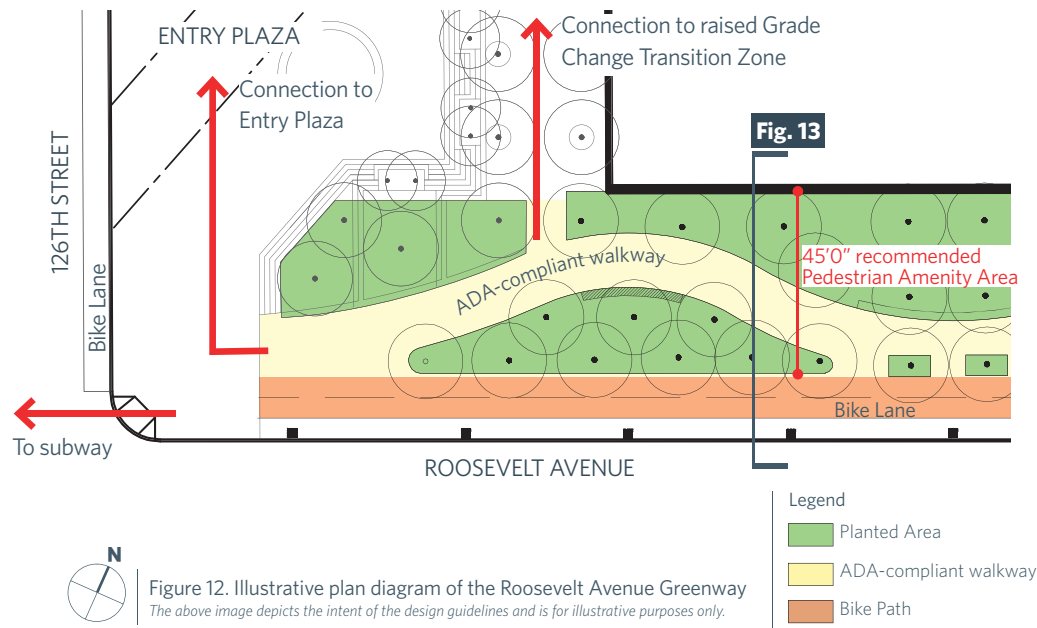 ENTRY PLAZA
Connection to
Entry Plaza
Connection to raised Grade
Change Transition Zone
Fig. 13
126TH STREET
Bike Lane
ADA-compliant walkway
45’0” recommended
Pedestrian Amenity Area
Bike Lane
To subway
ROOSEVELT AVENUE
Legend
Planted Area
ADA-compliant walkway
Bike Path
N
Figure 12. Illustrative plan diagram of the Roosevelt Avenue Greenway
The above image depicts the intent of the design guidelines and is for illustrative purposes only.